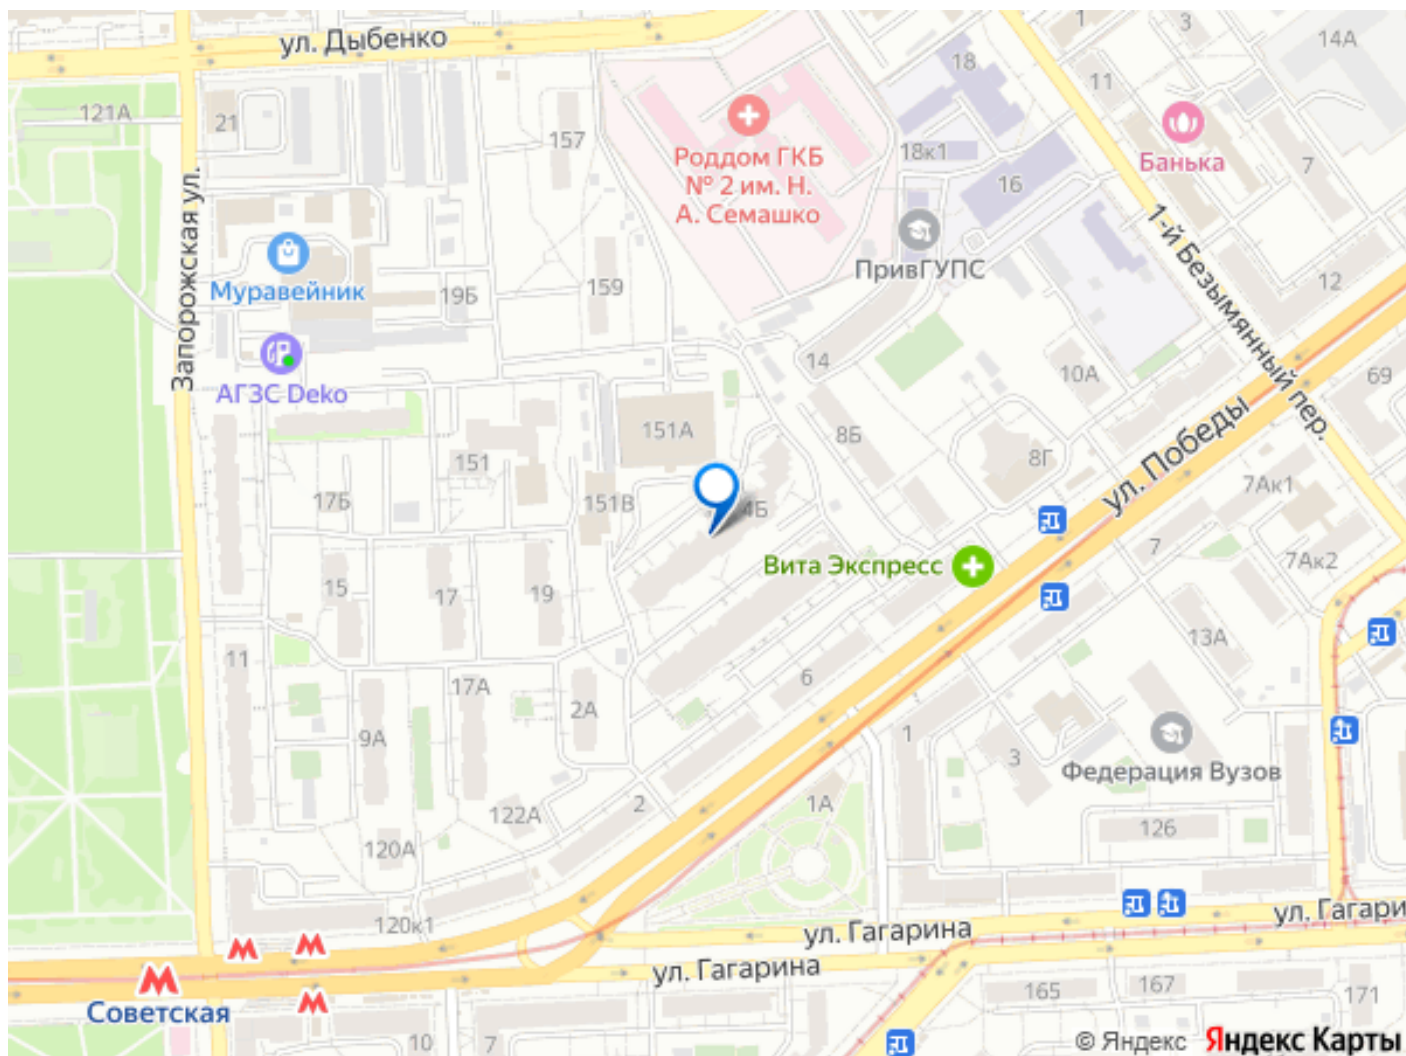 ул. Дыбенко
1
3
14А
18
11
121А
21
157
Роддом ГКБ
№ 2 им. Н.
А. Семашко
18к1
Банька
7
16
Запорожская ул.
ПривГУПС
1-й Безымянный пер.
Муравейник
19Б
159
12
АГЗС Deko
14
10А
69
151А
8Б
ул. Победы
151
8Г
17Б
151В
4Б
7Ак1
7
7Ак2
Вита Экспресс
15
17
19
13А
11
17А
6
2А
9А
1
3
Федерация Вузов
122А
2
1А
126
120А
120к1
ул. Гагарина
ул. Гагари
ул. Гагарина
М
М
М
М
Советская
165
167
171
10
7
© Яндекс
Яндекс Карты